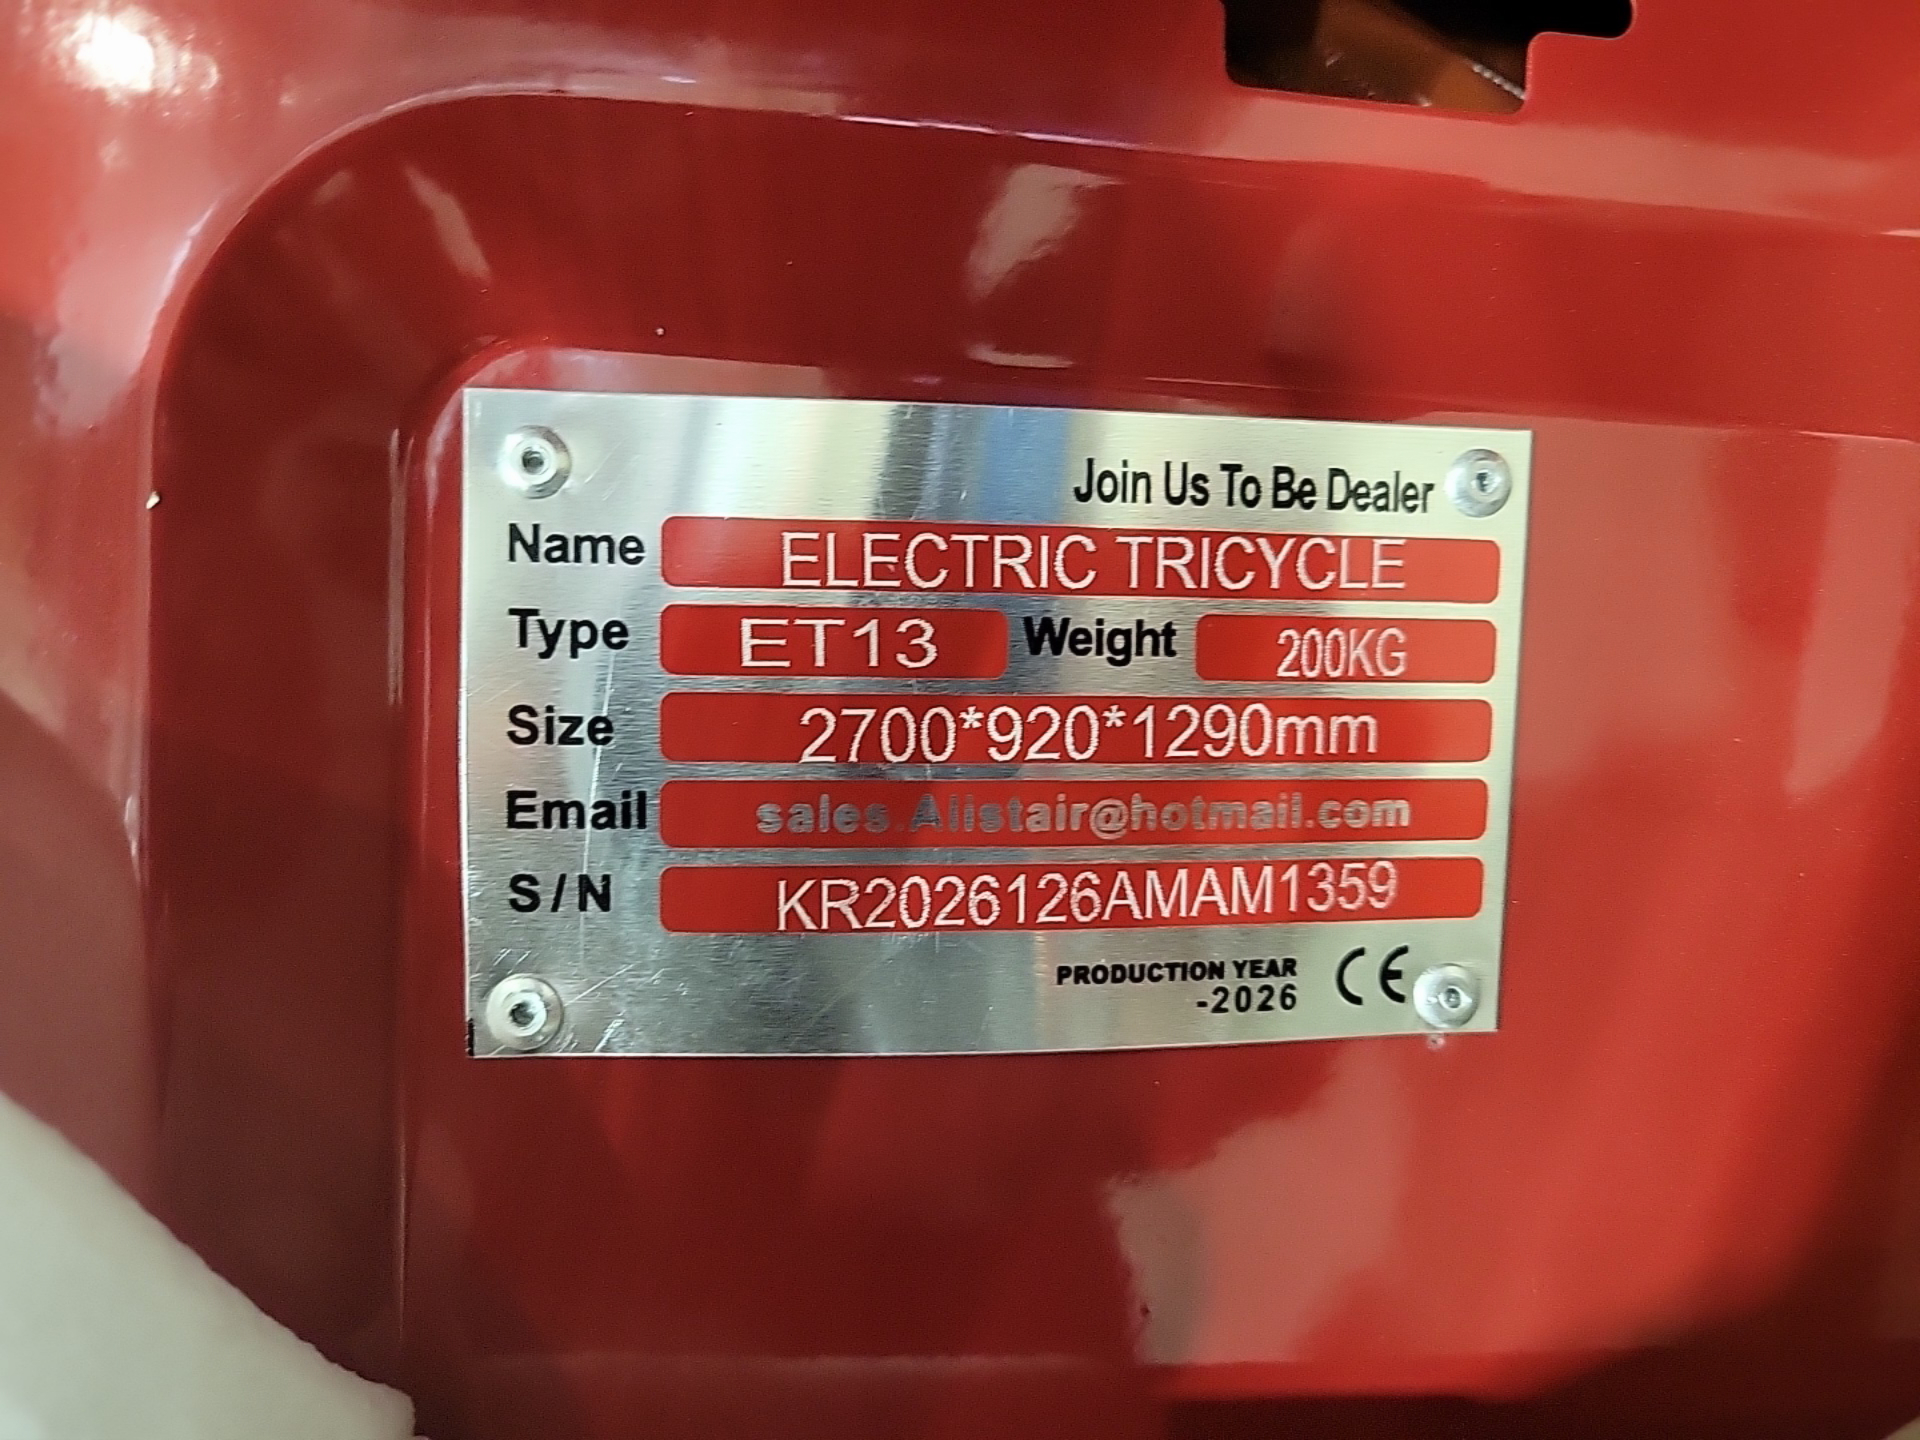 Join Us To Be Dealer
Name ELECTRIC TRICYCLE
Type ET13 Weight 200KG
Size 2700*920*1290mm
Email sales.Allstair@hotmail.com
S/N KR2026126AMAM1359
PRODUCTION YEAR
-2026 CE